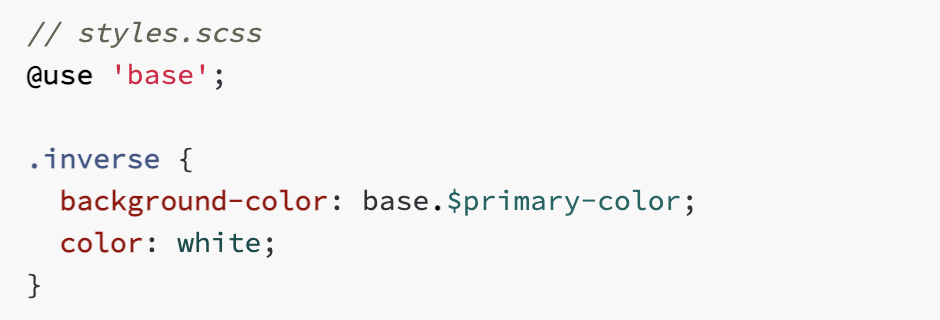 // styles.scss
@use 'base';
.inverse {
  background-color: base.$primary-color;
  color: white;
}